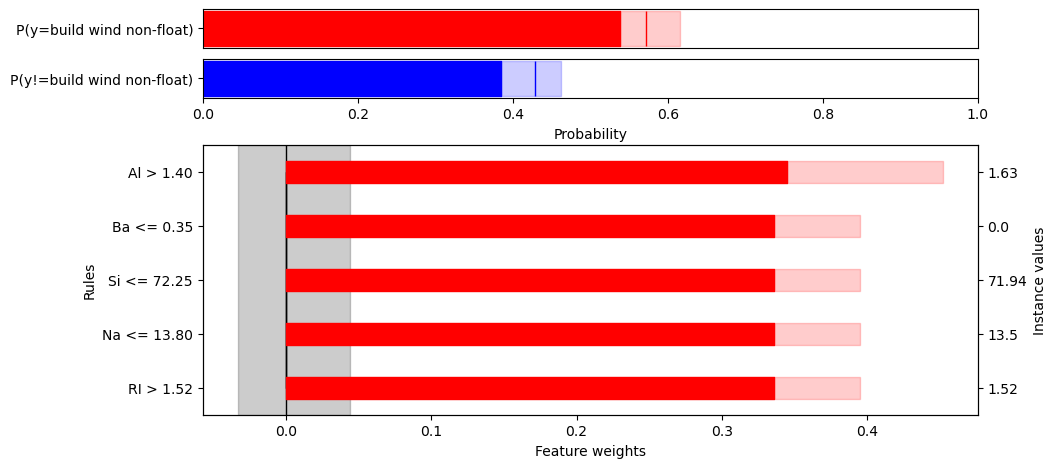 P(y=build wind non-float)
P(y!=build wind non-float)
0.0 0.2 0.4 0.6 0.8 1.0
Probability
Al > 1.40 1.63
Ba <= 0.35 0.0
Si <= 72.25 71.94
Na <= 13.80 13.5
RI > 1.52 1.52
Rules
Instance values
0.0 0.1 0.2 0.3 0.4
Feature weights